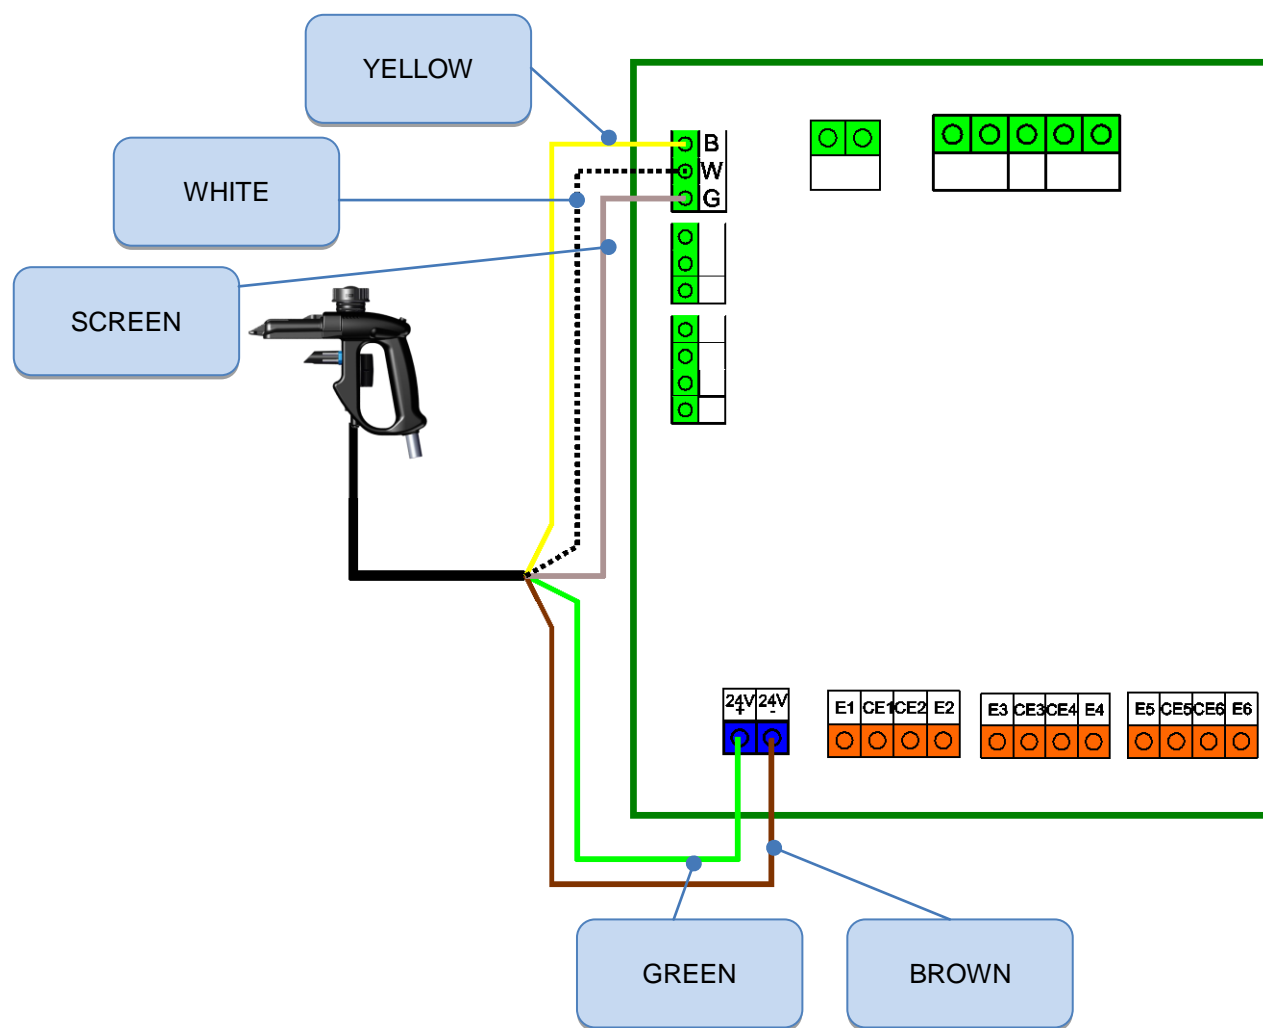 YELLOW
B
WHITE
W
G
SCREEN
24V + 24V -
E1 CE1 CE2 E2
E3 CE3 CE4 E4
E5 CE5 CE6 E6
GREEN
BROWN